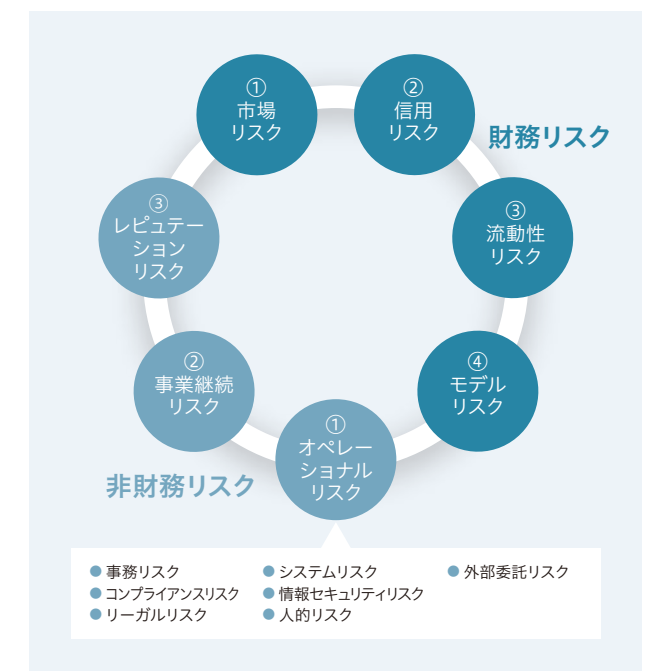 ①
市場
リスク
②
信用
リスク
財務リスク
③
流動性
リスク
④
モデル
リスク
①
オペレー
ショナル
リスク
②
事業継続
リスク
③
レピュテー
ション
リスク
非財務リスク
● 事務リスク
● コンプライアンスリスク
● リーガルリスク
● システムリスク
● 情報セキュリティリスク
● 人的リスク
● 外部委託リスク